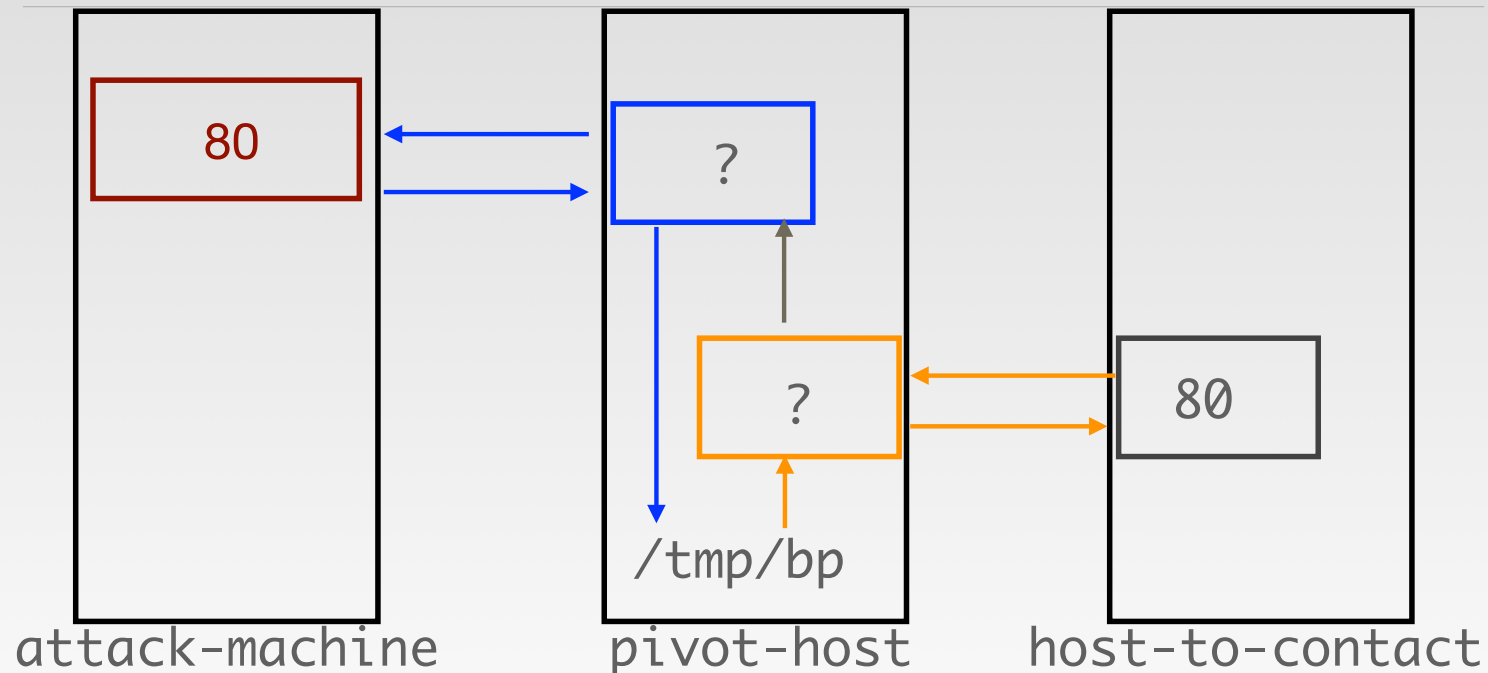 80
?
?
80
/tmp/bp
attack-machine
pivot-host
host-to-contact